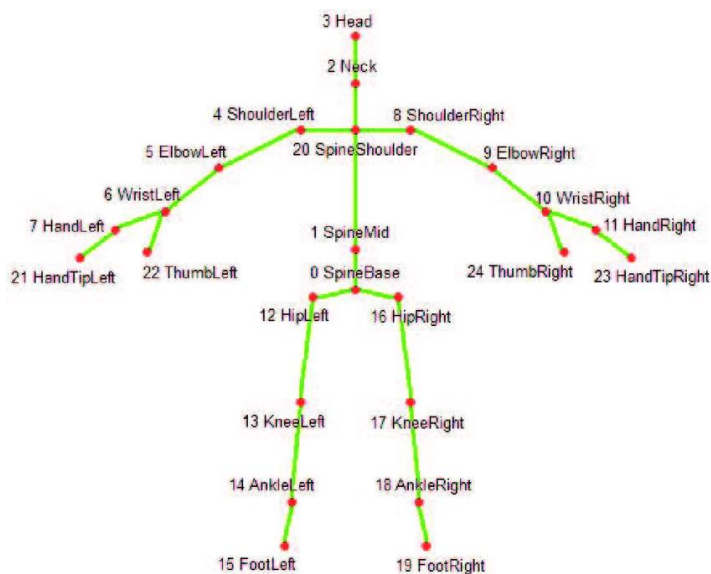 3 Head
2 Neck
4 ShoulderLeft
8 ShoulderRight
20 SpineShoulder
5 ElbowLeft
9 ElbowRight
6 WristLeft
10 WristRight
7 HandLeft
11 HandRight
1 SpineMid
21 HandTipLeft
22 ThumbLeft
0 SpineBase
24 ThumbRight
23 HandTipRight
12 HipLeft
16 HipRight
13 KneeLeft
17 KneeRight
14 AnkleLeft
18 AnkleRight
15 FootLeft
19 FootRight